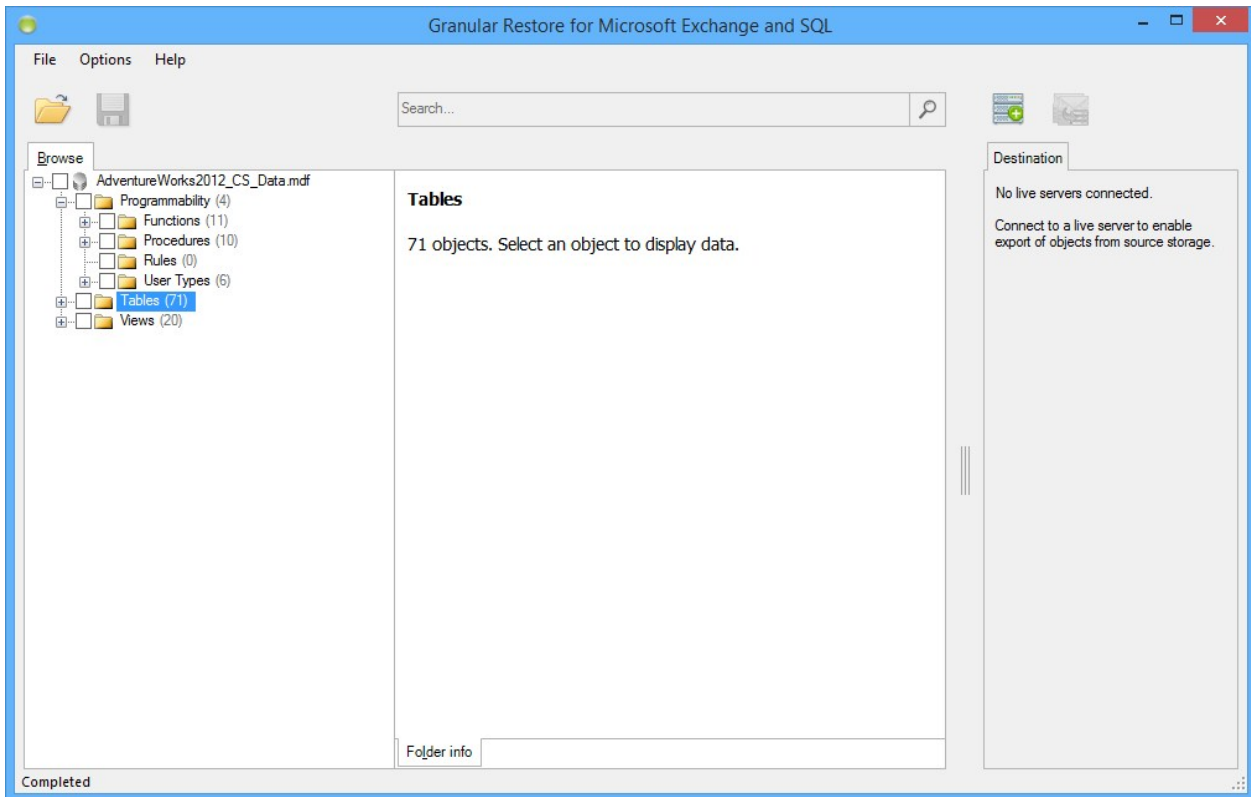 Granular Restore for Microsoft Exchange and SQL
File Options Help
Search...
Browse
AdventureWorks2012_CS_Data.mdf
Programmability (4)
Functions (11)
Procedures (10)
Rules (0)
User Types (6)
Tables (71)
Views (20)
Tables
71 objects. Select an object to display data.
Folder info
Destination
No live servers connected.
Connect to a live server to enable
export of objects from source storage.
Completed